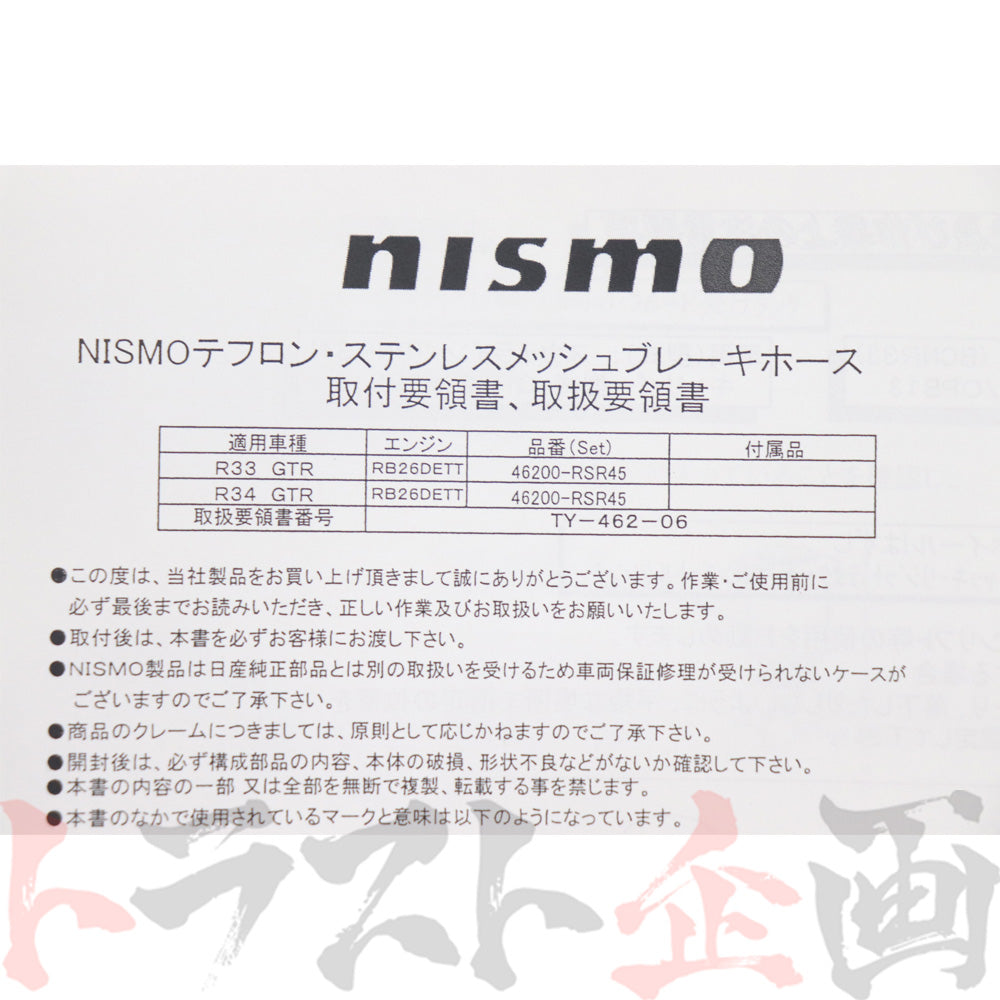 nismo
NISMOテフロン・ステンレスメッシュブレーキホース
取付要領書、取扱要領書
適用車種 エンジン 品番(Set) 付属品
R33 GTR RB26DETT 46200-RSR45
R34 GTR RB26DETT 46200-RSR45
取扱要領書番号 TY-462-06
●この度は、当社製品をお買い上げ頂きまして誠にありがとうございます。作業・ご使用前に
必ず最後までお読みいただき、正しい作業及びお取扱いをお願いいたします。
●取付後は、本書を必ずお客様にお渡し下さい。
●NISMO製品は日産純正部品とは別の取扱いを受けるため車両保証修理が受けられないケースが
ございますのでご了承下さい。
●商品のクレームにつきましては、原則として応じかねますのでご了承下さい。
●開封後は、必ず構成部品の内容、本体の破損、形状不良などがないか確認して下さい。
●本書の内容の一部 又は全部を無断で複製、転載する事を禁じます。
●本書のなかで使用されているマークと意味は以下のようになっています。
トラスト企画